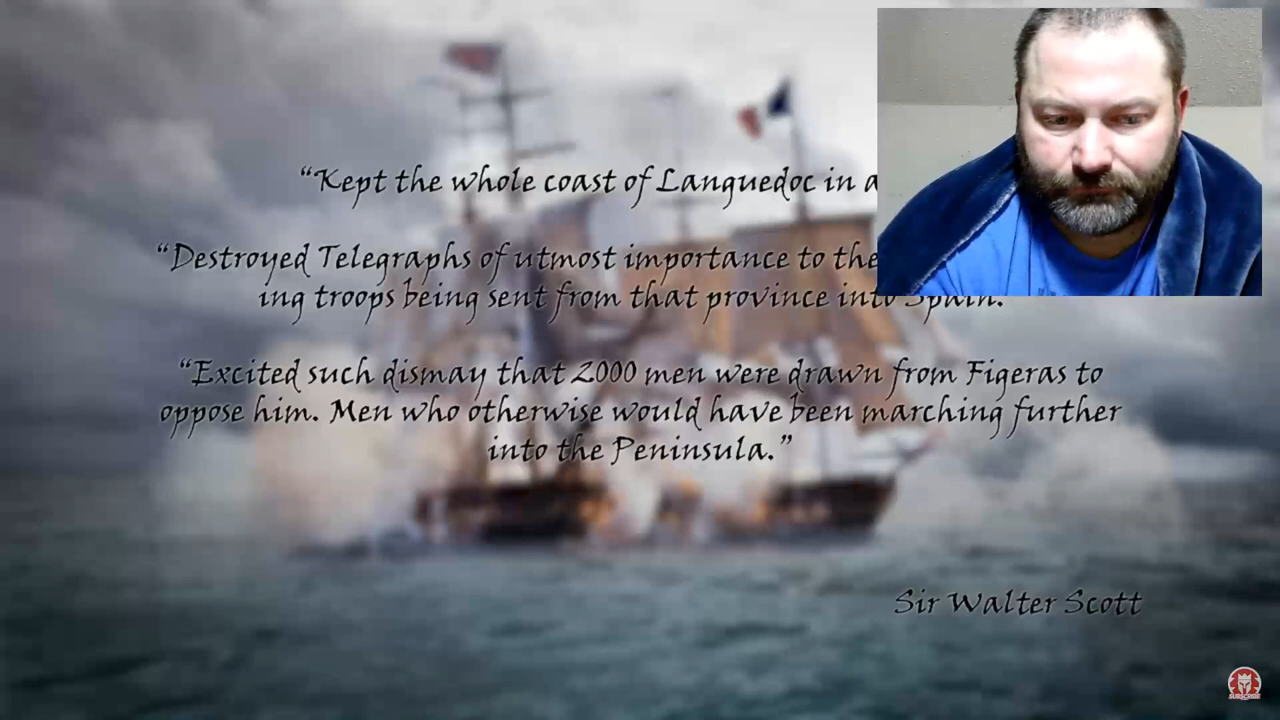 “Kept the whole coast of Languedoc in a
“Destroyed Telegraphs of utmost importance to the
ing troops being sent from that province into Spain.
“Excited such dismay that 2000 men were drawn from Figeras to
oppose him. Men who otherwise would have been marching further
into the Peninsula.”
Sir Walter Scott
SUBSCRIBE